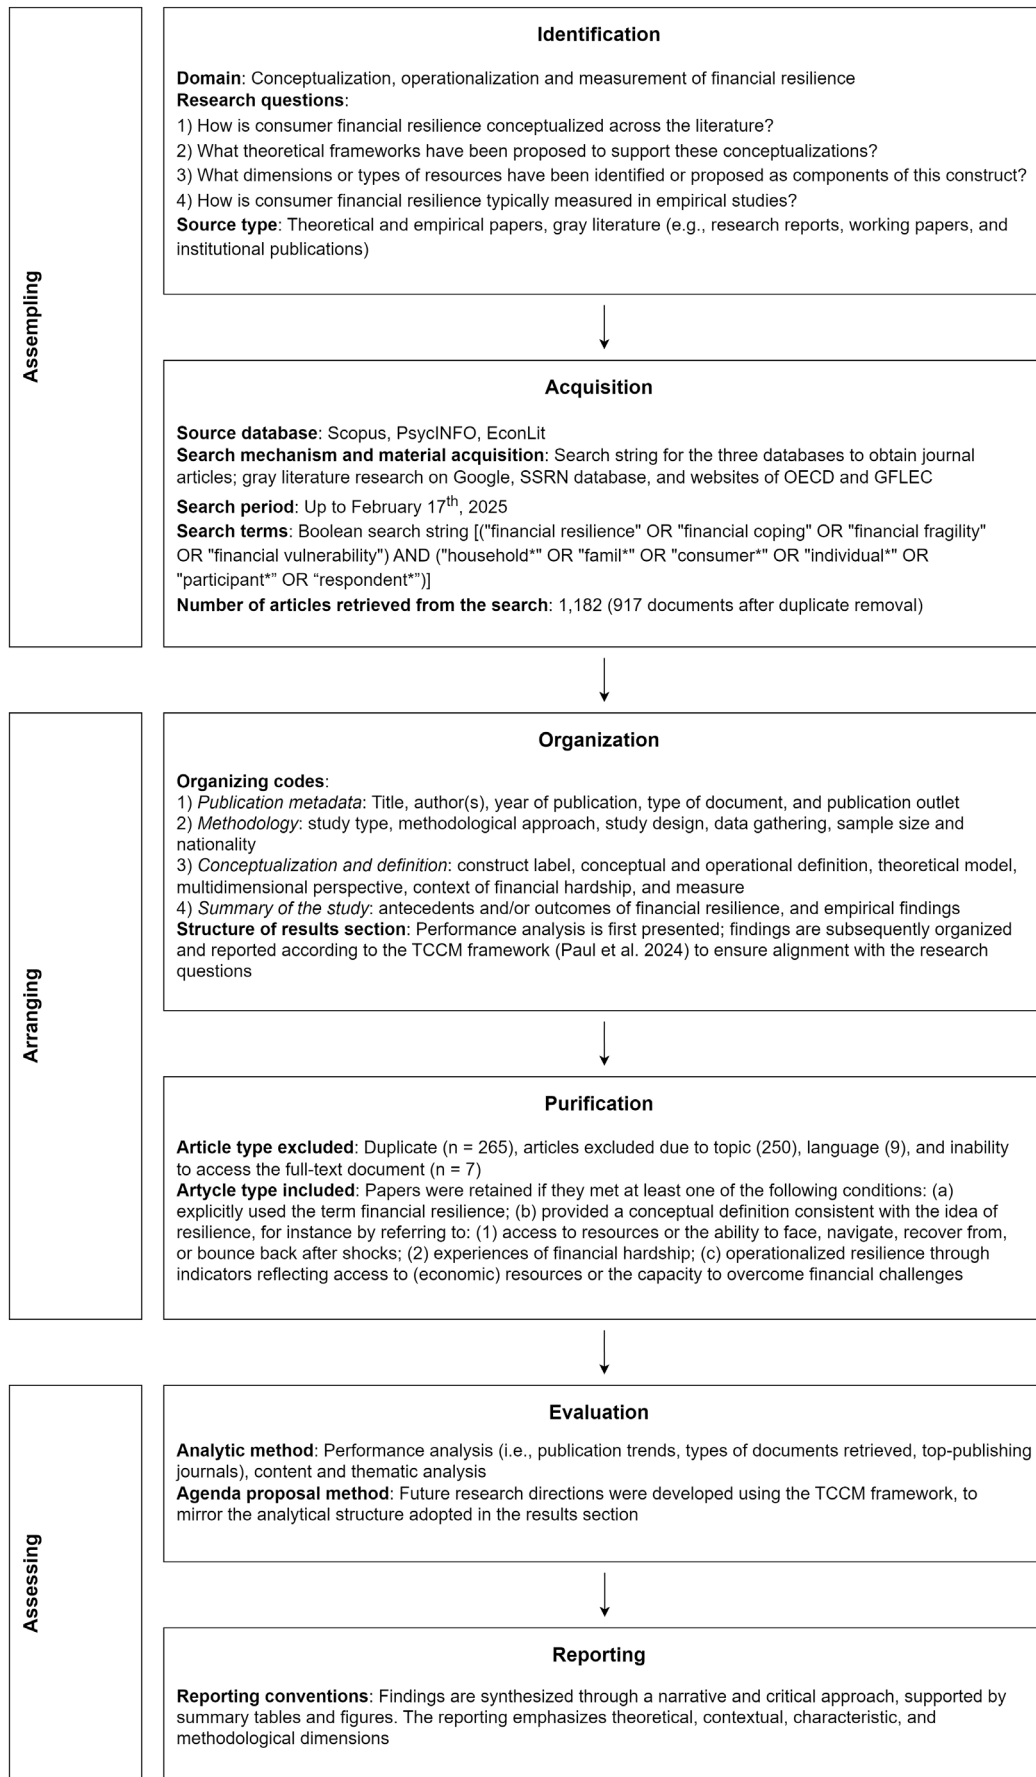 Assempling
Identification
Domain: Conceptualization, operationalization and measurement of financial resilience
Research questions:
1) How is consumer financial resilience conceptualized across the literature?
2) What theoretical frameworks have been proposed to support these conceptualizations?
3) What dimensions or types of resources have been identified or proposed as components of this construct?
4) How is consumer financial resilience typically measured in empirical studies?
Source type: Theoretical and empirical papers, gray literature (e.g., research reports, working papers, and
institutional publications)
Acquisition
Source database: Scopus, PsycINFO, EconLit
Search mechanism and material acquisition: Search string for the three databases to obtain journal
articles; gray literature research on Google, SSRN database, and websites of OECD and GFLEC
Search period: Up to February 17th, 2025
Search terms: Boolean search string [("financial resilience" OR "financial coping" OR "financial fragility"
OR "financial vulnerability") AND ("household*" OR "famil*" OR "consumer*" OR "individual*" OR
"participant*” OR “respondent*”)]
Number of articles retrieved from the search: 1,182 (917 documents after duplicate removal)
Arranging
Organization
Organizing codes:
1) Publication metadata: Title, author(s), year of publication, type of document, and publication outlet
2) Methodology: study type, methodological approach, study design, data gathering, sample size and
nationality
3) Conceptualization and definition: construct label, conceptual and operational definition, theoretical model,
multidimensional perspective, context of financial hardship, and measure
4) Summary of the study: antecedents and/or outcomes of financial resilience, and empirical findings
Structure of results section: Performance analysis is first presented; findings are subsequently organized
and reported according to the TCCM framework (Paul et al. 2024) to ensure alignment with the research
questions
Purification
Article type excluded: Duplicate (n = 265), articles excluded due to topic (250), language (9), and inability
to access the full-text document (n = 7)
Artycle type included: Papers were retained if they met at least one of the following conditions: (a)
explicitly used the term financial resilience; (b) provided a conceptual definition consistent with the idea of
resilience, for instance by referring to: (1) access to resources or the ability to face, navigate, recover from,
or bounce back after shocks; (2) experiences of financial hardship; (c) operationalized resilience through
indicators reflecting access to (economic) resources or the capacity to overcome financial challenges
Assessing
Evaluation
Analytic method: Performance analysis (i.e., publication trends, types of documents retrieved, top-publishing
journals), content and thematic analysis
Agenda proposal method: Future research directions were developed using the TCCM framework, to
mirror the analytical structure adopted in the results section
Reporting
Reporting conventions: Findings are synthesized through a narrative and critical approach, supported by
summary tables and figures. The reporting emphasizes theoretical, contextual, characteristic, and
methodological dimensions